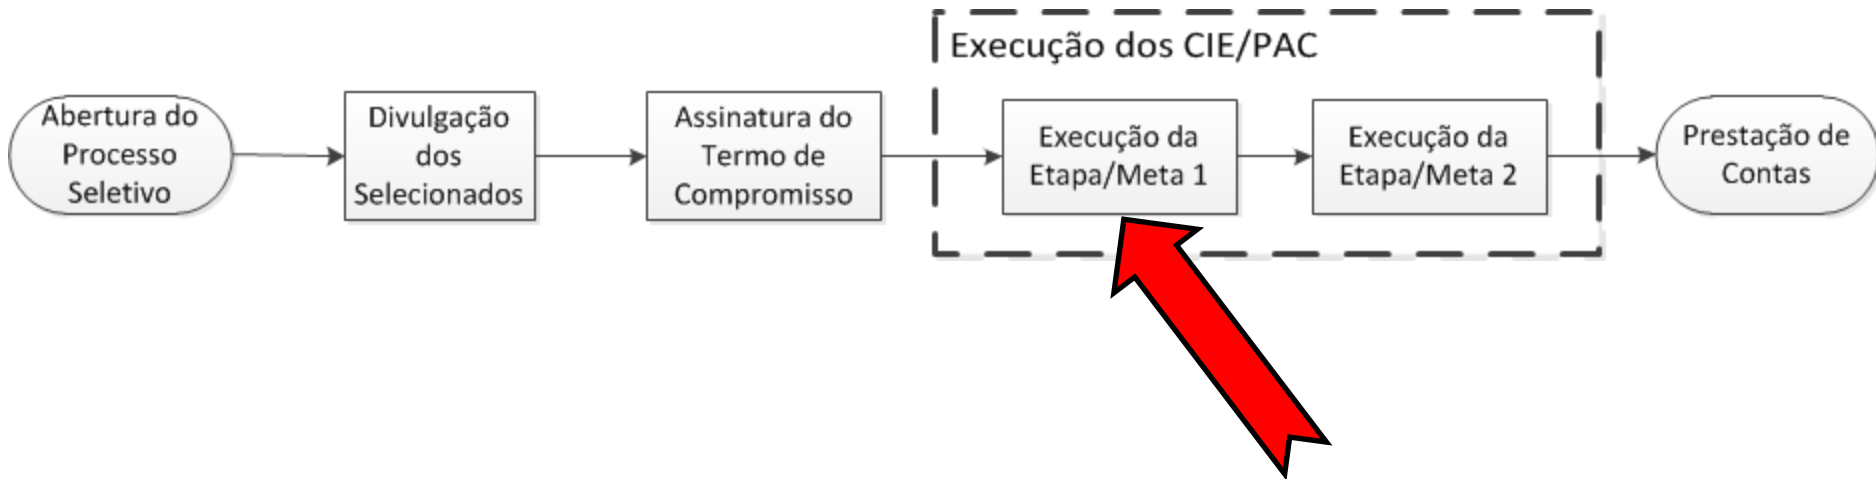 Execução dos CIE/PAC
Abertura do
Processo
Seletivo
Divulgação
dos
Selecionados
Assinatura do
Termo de
Compromisso
Execução da
Etapa/Meta 1
Execução da
Etapa/Meta 2
Prestação de
Contas